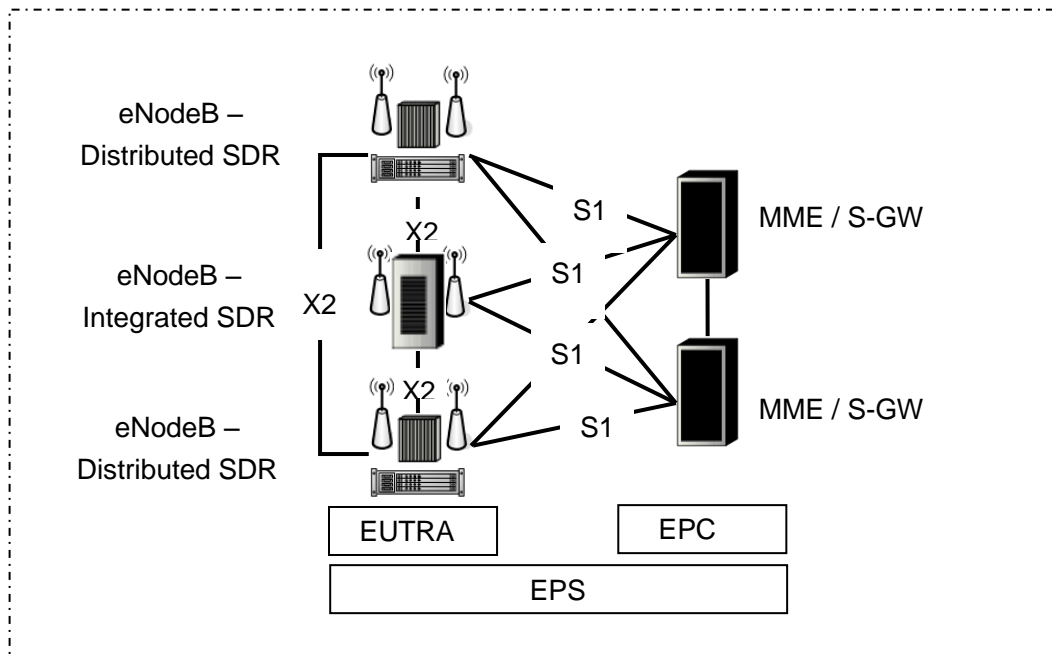 eNodeB –
Distributed SDR
S1
MME / S-GW
X2
S1
eNodeB –
Integrated SDR
X2
S1
X2
MME / S-GW
S1
eNodeB –
Distributed SDR
EUTRA
EPC
EPS